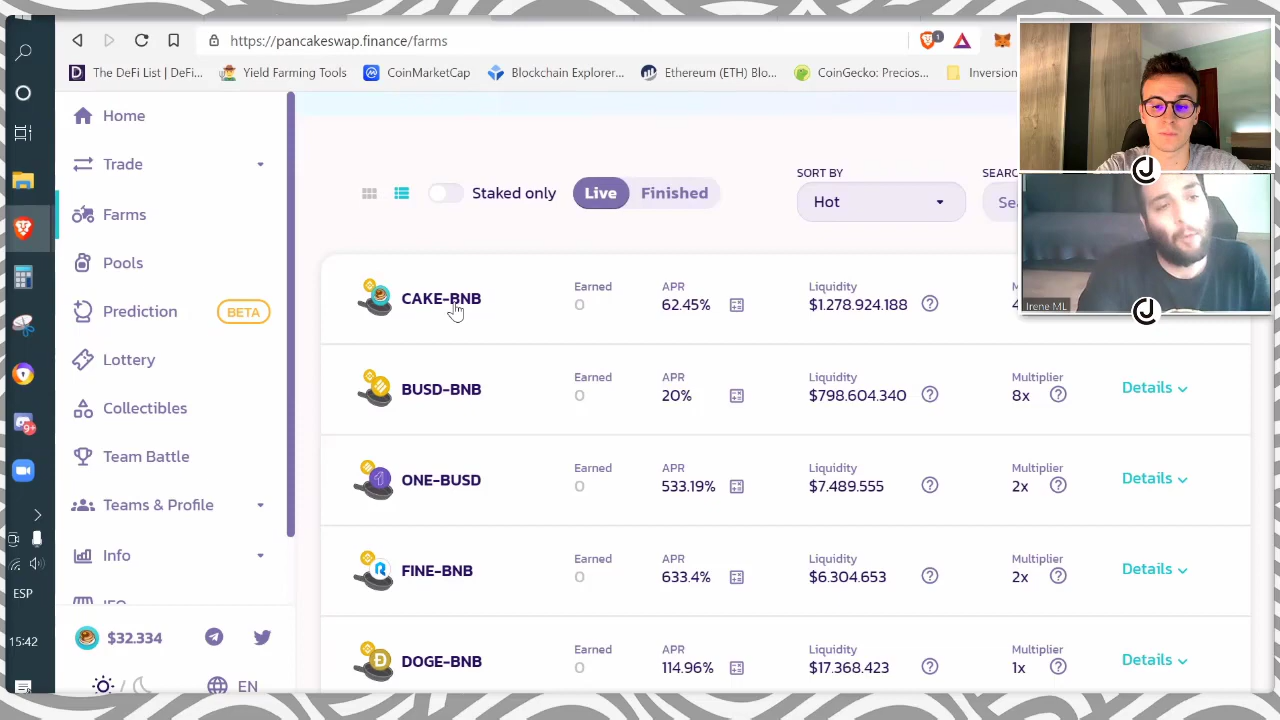 https://pancakeswap.finance/farms
1
The DeFi List | DeFi...
Yield Farming Tools
CoinMarketCap
Blockchain Explorer...
Ethereum (ETH) Blo...
CoinGecko: Precios...
Inversion
Home
Trade
Farms
Pools
Prediction
BETA
Lottery
Collectibles
Team Battle
Teams & Profile
Info
$32.334
EN
Staked only
Live
Finished
SORT BY
Hot
CAKE-BNB
Earned
0
APR
62.45%
Liquidity
$1.278 924.188
BUSD-BNB
Earned
0
APR
20%
Liquidity
$798.604.340
Multiplier
8x
Details
ONE-BUSD
Earned
0
APR
533.19%
Liquidity
$7.489.555
Multiplier
2x
Details
FINE-BNB
Earned
0
APR
633.4%
Liquidity
$6.304.653
Multiplier
2x
Details
DOGE-BNB
Earned
0
APR
114.96%
Liquidity
$17.368.423
Multiplier
1x
Details
Irene ML
9+
ESP
15:42